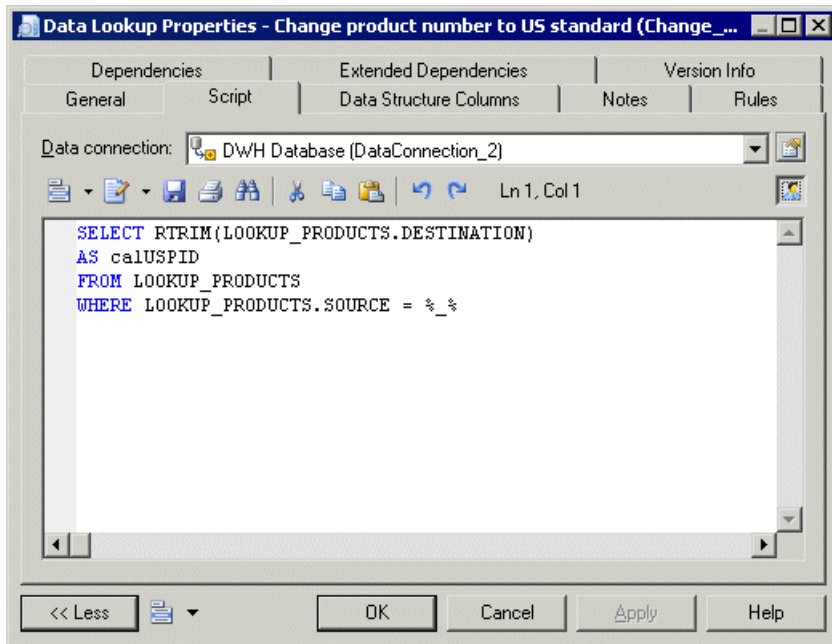 Data Lookup Properties - Change product number to US standard (Change_...
Dependencies Extended Dependencies Version Info
General Script Data Structure Columns Notes Rules
Data connection: DWH Database (DataConnection_2)
Ln 1, Col 1
SELECT RTRIM(LOOKUP_PRODUCTS.DESTINATION)
AS calUSPID
FROM LOOKUP_PRODUCTS
WHERE LOOKUP_PRODUCTS.SOURCE = %_%
<< Less OK Cancel Apply Help